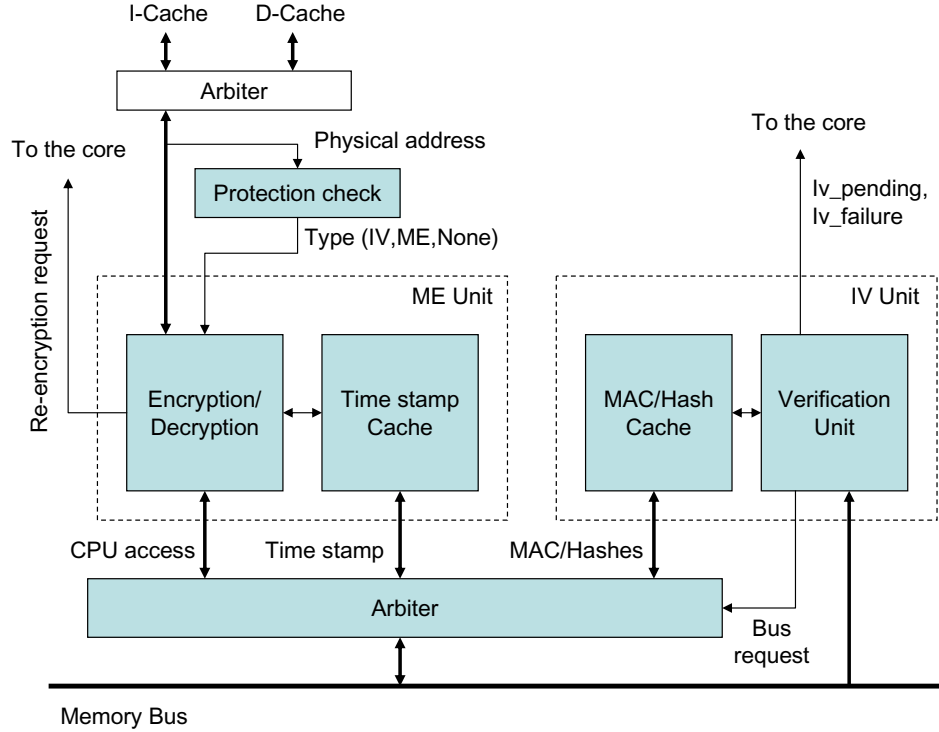 I-Cache
D-Cache
Arbiter
Physical address
To the core
To the core
Protection check
Iv_pending,
Iv_failure
Type (IV,ME,None)
Re-encryption request
ME Unit
IV Unit
Encryption/
Decryption
Time stamp
Cache
MAC/Hash
Cache
Verification
Unit
CPU access
Time stamp
MAC/Hashes
Arbiter
Bus
request
Memory Bus